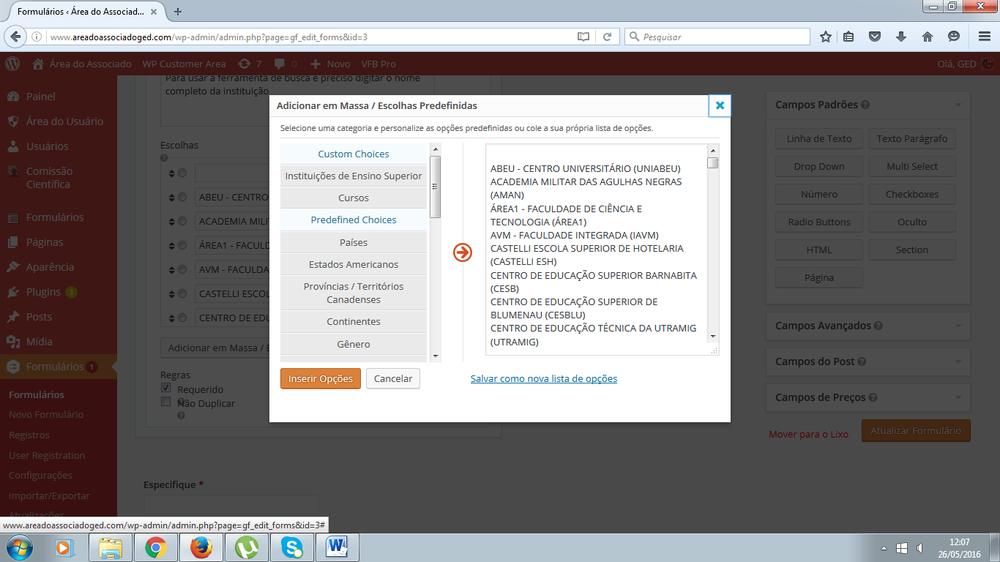 Formulários ‹ Área do Associad...
www.areadoassociadoged.com/wp-admin/admin.php?page=gf_edit_forms&id=3
Pesquisar
Área do Associado
WP Customer Area
7
0
Novo
VFB Pro
Olá, GED
Painel
Área do Usuário
Usuários
Comissão
Científica
Formulários
Páginas
Aparência
Plugins 3
Posts
Mídia
Formulários 1
Formulários
Novo Formulário
Registros
User Registration
Configurações
Importar/Exportar
Atualizações
Para usar a ferramenta de busca é preciso digitar o nome
completo da instituição
Escolhas
ABEU - CENTRO
ACADEMIA MILI
ÁREA1 - FACULD
AVM - FACULDA
CASTELLI ESCOL
CENTRO DE EDU
Adicionar em Massa / E
Regras
Requerido
Não Duplicar
Especifique *
Adicionar em Massa / Escolhas Predefinidas
Selecione uma categoria e personalize as opções predefinidas ou cole a sua própria lista de opções.
Custom Choices
Instituições de Ensino Superior
Cursos
Predefined Choices
Países
Estados Americanos
Províncias / Territórios
Canadenses
Continentes
Gênero
ABEU - CENTRO UNIVERSITÁRIO (UNIABEU)
ACADEMIA MILITAR DAS AGULHAS NEGRAS
(AMAN)
ÁREA1 - FACULDADE DE CIÊNCIA E
TECNOLOGIA (ÁREA1)
AVM - FACULDADE INTEGRADA (IAVM)
CASTELLI ESCOLA SUPERIOR DE HOTELARIA
(CASTELLI ESH)
CENTRO DE EDUCAÇÃO SUPERIOR BARNABITA
(CESB)
CENTRO DE EDUCAÇÃO SUPERIOR DE
BLUMENAU (CESBLU)
CENTRO DE EDUCAÇÃO TÉCNICA DA UTRAMIG
(UTRAMIG)
Inserir Opções
Cancelar
Salvar como nova lista de opções
Campos Padrões
Linha de Texto
Texto Parágrafo
Drop Down
Multi Select
Número
Checkboxes
Radio Buttons
Oculto
HTML
Section
Página
Campos Avançados
Campos do Post
Campos de Preços
Mover para o Lixo
Atualizar Formulário
www.areadoassociadoged.com/wp-admin/admin.php?page=gf_edit_forms&id=3#
12:07
26/05/2016